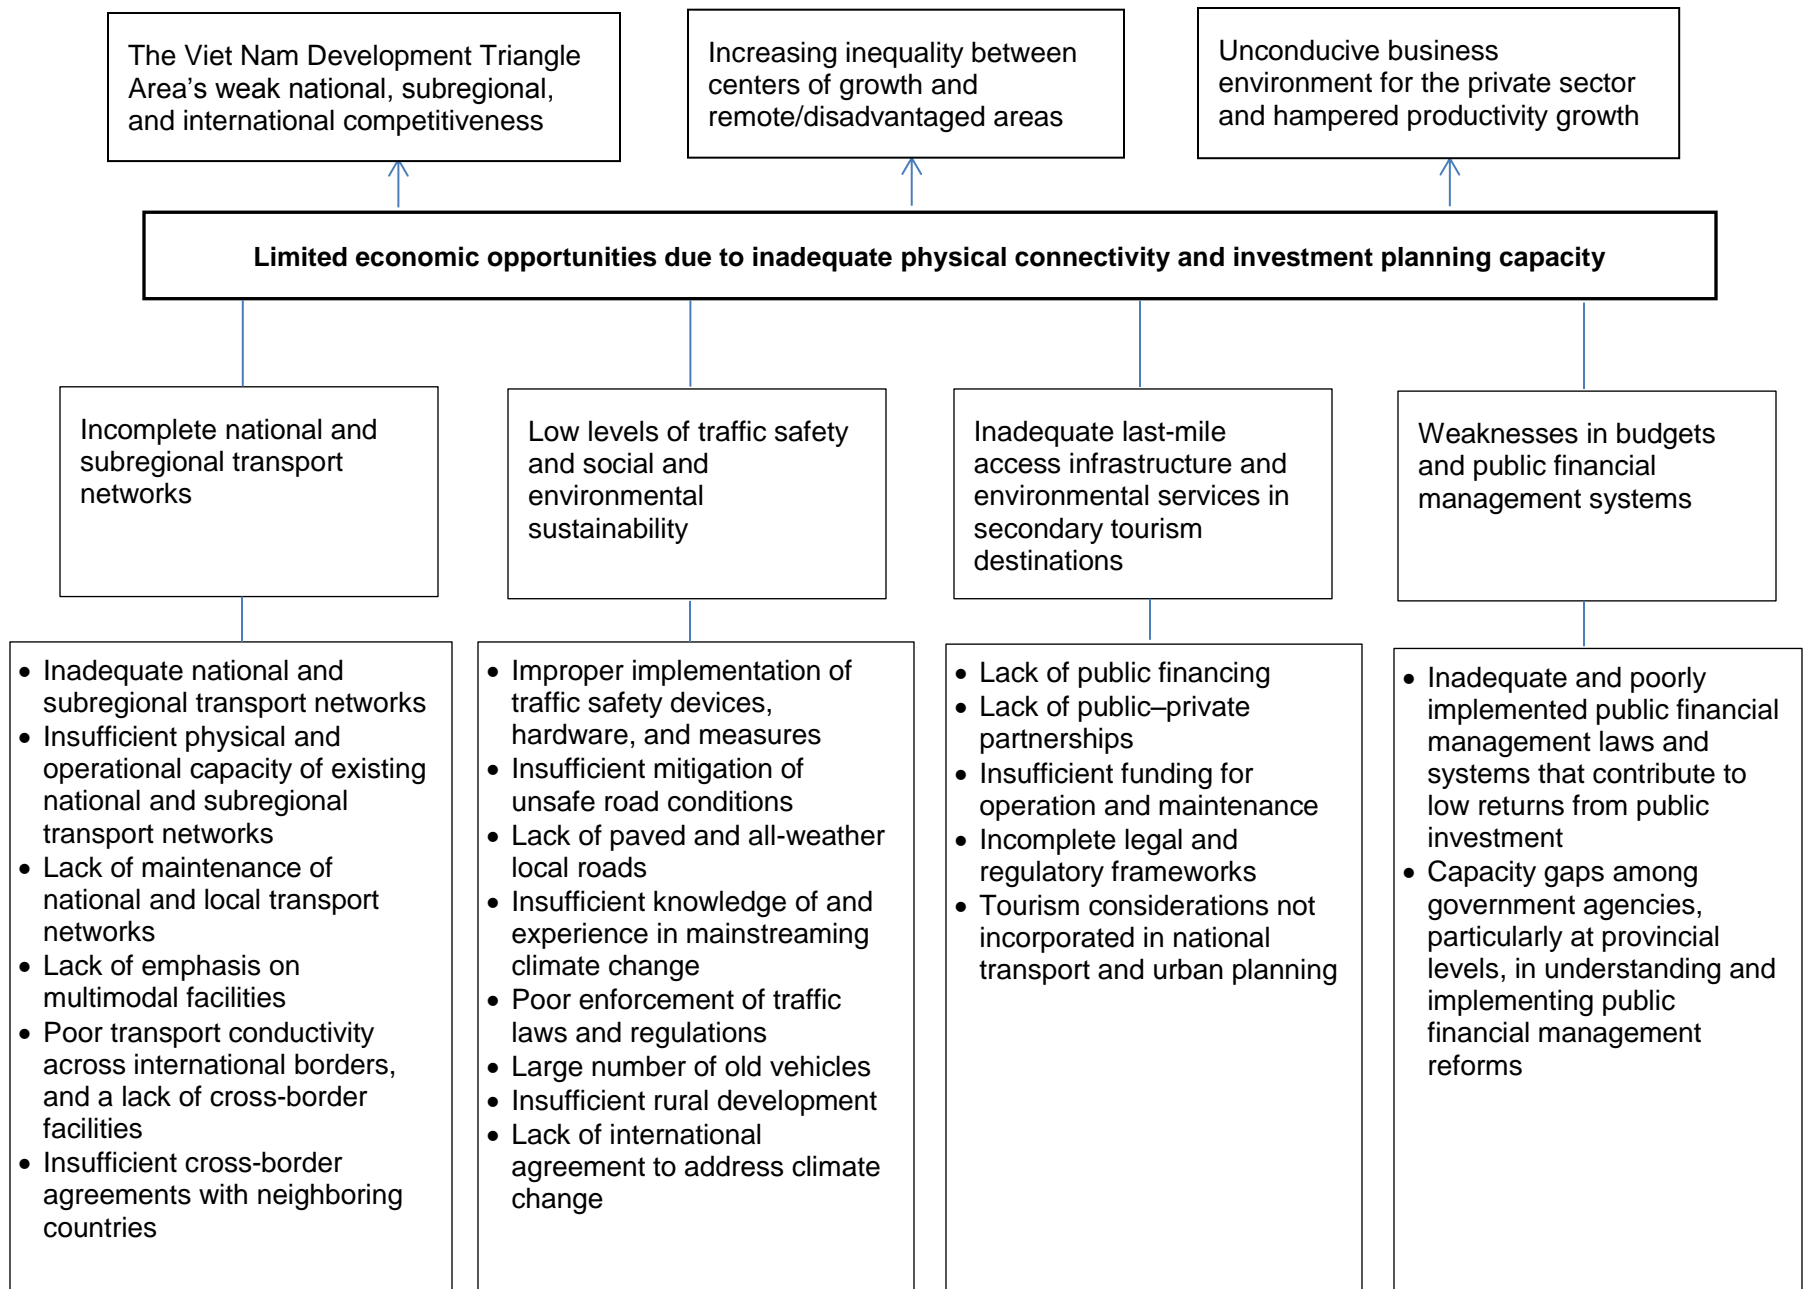 The Viet Nam Development Triangle
Area’s weak national, subregional,
and international competitiveness
Increasing inequality between
centers of growth and
remote/disadvantaged areas
Unconducive business
environment for the private sector
and hampered productivity growth
Limited economic opportunities due to inadequate physical connectivity and investment planning capacity
Incomplete national and
subregional transport
networks
Low levels of traffic safety
and social and
environmental
sustainability
Inadequate last-mile
access infrastructure and
environmental services in
secondary tourism
destinations
Weaknesses in budgets
and public financial
management systems
• Inadequate national and
subregional transport networks
• Insufficient physical and
operational capacity of existing
national and subregional
transport networks
• Lack of maintenance of
national and local transport
networks
• Lack of emphasis on
multimodal facilities
• Poor transport conductivity
across international borders,
and a lack of cross-border
facilities
• Insufficient cross-border
agreements with neighboring
countries
• Improper implementation of
traffic safety devices,
hardware, and measures
• Insufficient mitigation of
unsafe road conditions
• Lack of paved and all-weather
local roads
• Insufficient knowledge of and
experience in mainstreaming
climate change
• Poor enforcement of traffic
laws and regulations
• Large number of old vehicles
• Insufficient rural development
• Lack of international
agreement to address climate
change
• Lack of public financing
• Lack of public–private
partnerships
• Insufficient funding for
operation and maintenance
• Incomplete legal and
regulatory frameworks
• Tourism considerations not
incorporated in national
transport and urban planning
• Inadequate and poorly
implemented public financial
management laws and
systems that contribute to
low returns from public
investment
• Capacity gaps among
government agencies,
particularly at provincial
levels, in understanding and
implementing public
financial management
reforms